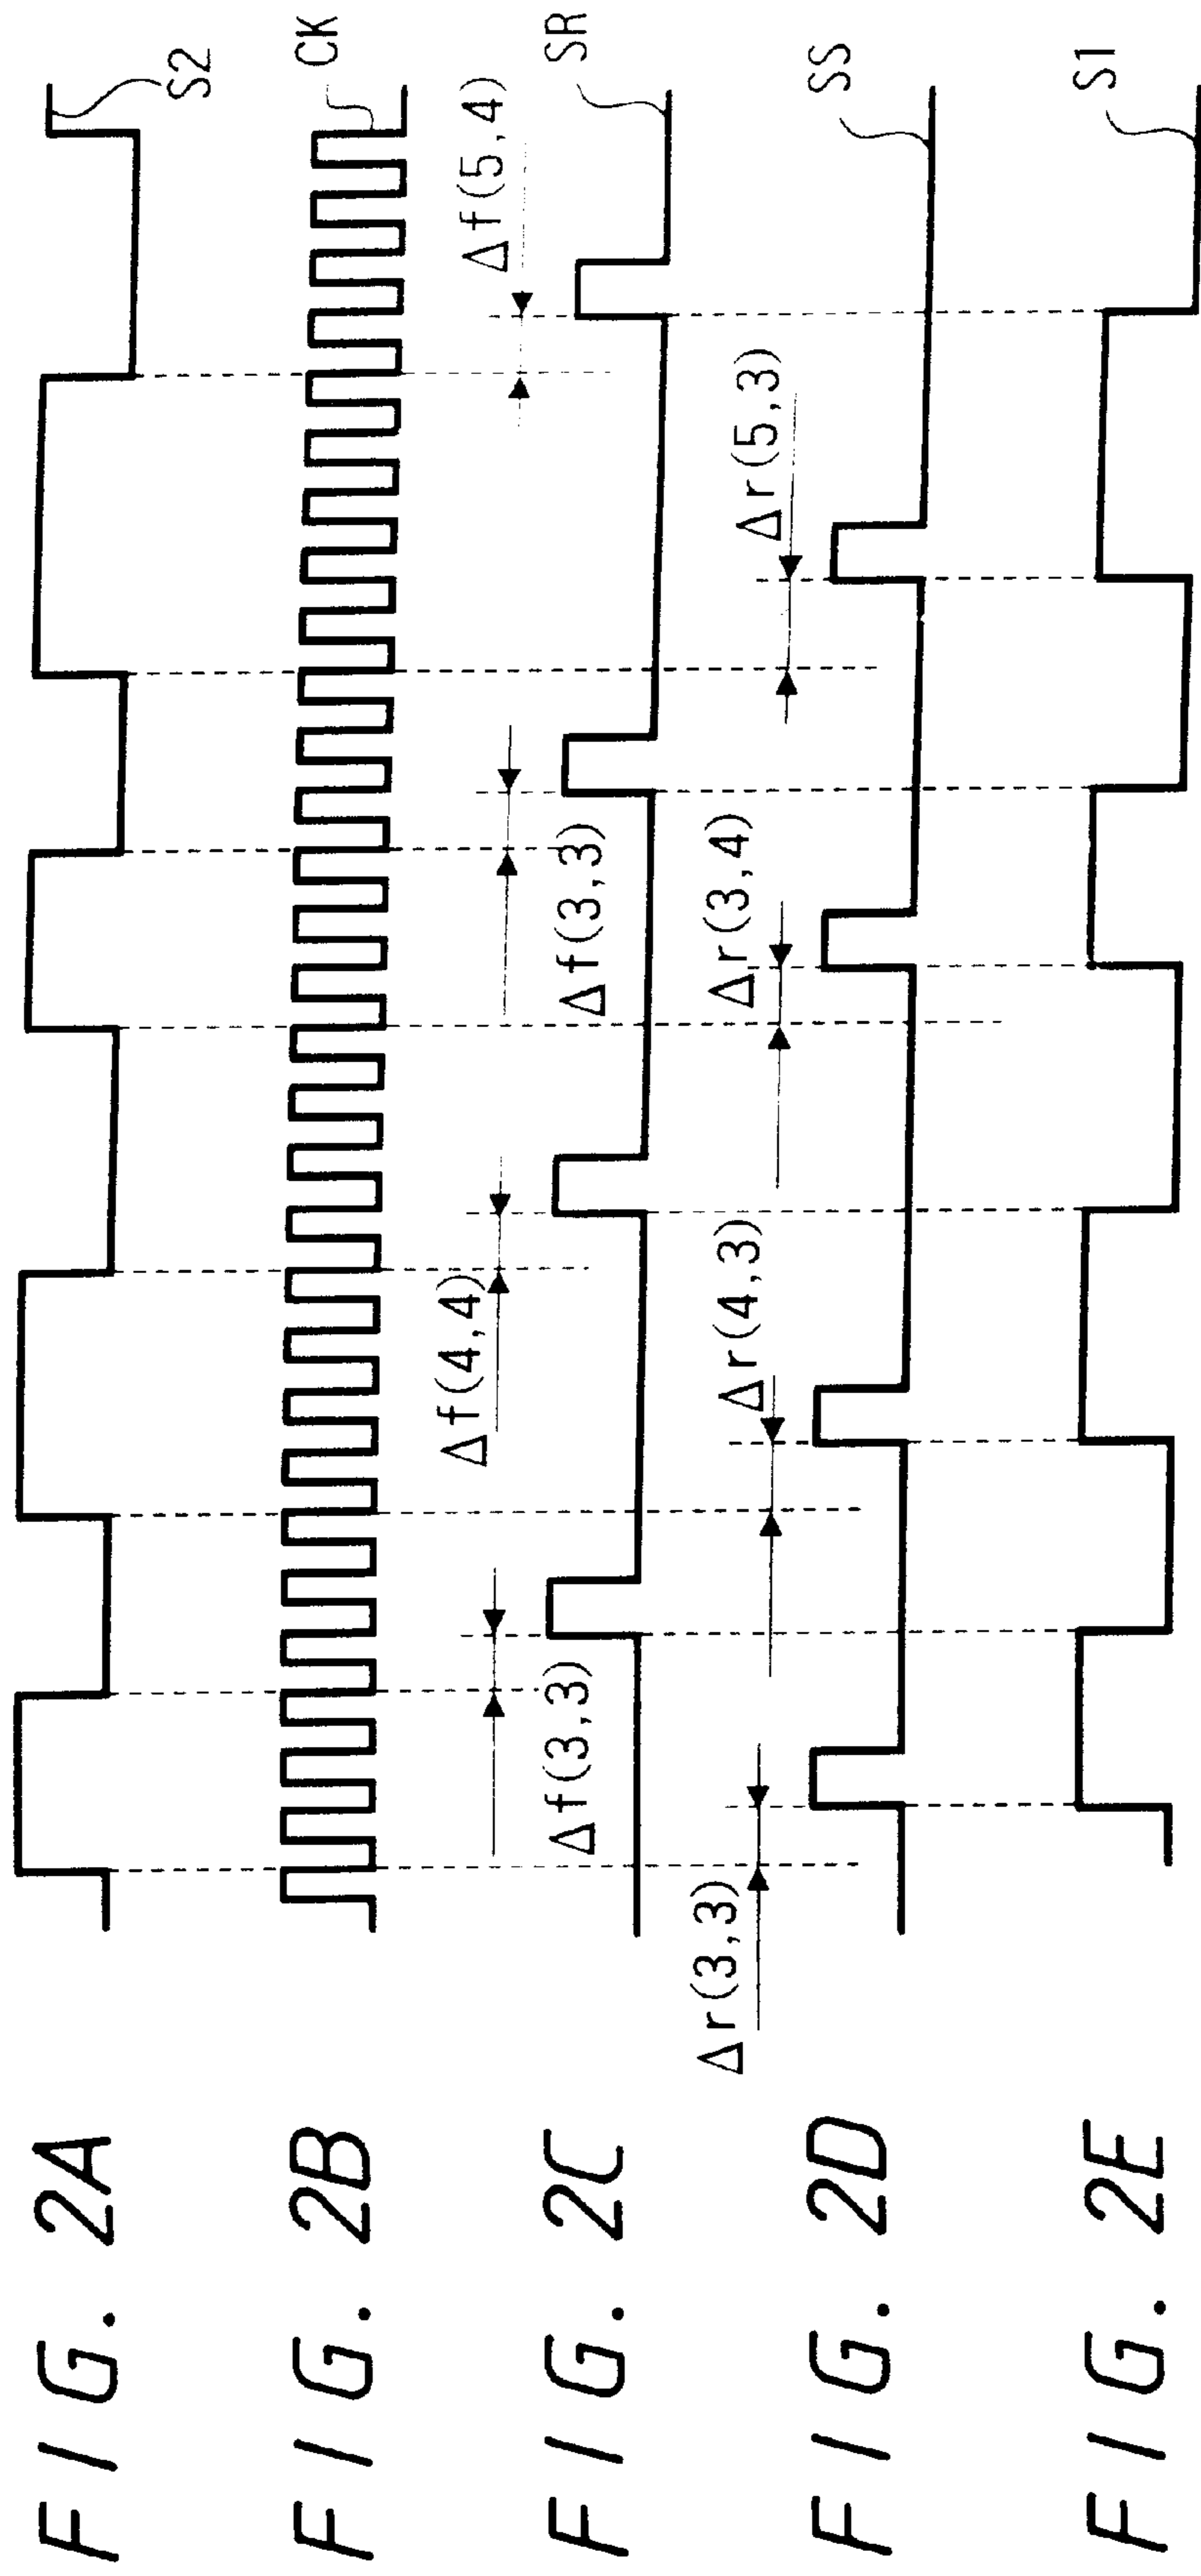 FIG. 2A
S2
FIG. 2B
CK
FIG. 2C
SR
Δf(3,3)
Δf(4,4)
Δf(3,3)
Δf(5,4)
FIG. 2D
SS
Δr(3,3)
Δr(4,3)
Δr(3,4)
Δr(5,3)
FIG. 2E
S1